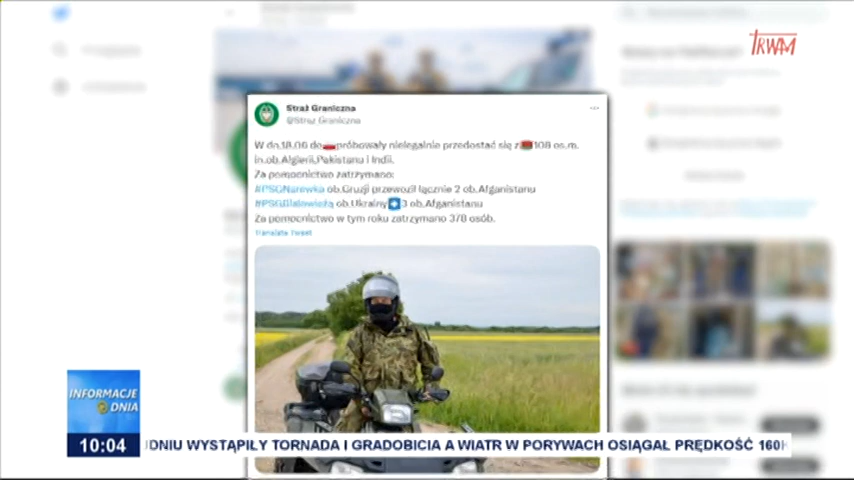 TRWAM
Straż Graniczna
@Straz_Graniczna
W dn.18.06 do próbowały nielegalnie przedostać się z 108 os.m.
in.ob.Algierii,Pakistanu i Indii.
Za pomocnictwo zatrzymano:
#PSGNarewka ob.Gruzji przewoził łącznie 2 ob.Afganistanu
#PSGBiałowieża ob.Ukrainy 3 ob.Afganistanu
Za pomocnictwo w tym roku zatrzymano 378 osób.
Translate Tweet
INFORMACJE
DNIA
10:04
UDNIU WYSTĄPIŁY TORNADA I GRADOBICIA A WIATR W PORYWACH OSIĄGAŁ PRĘDKOŚĆ 160